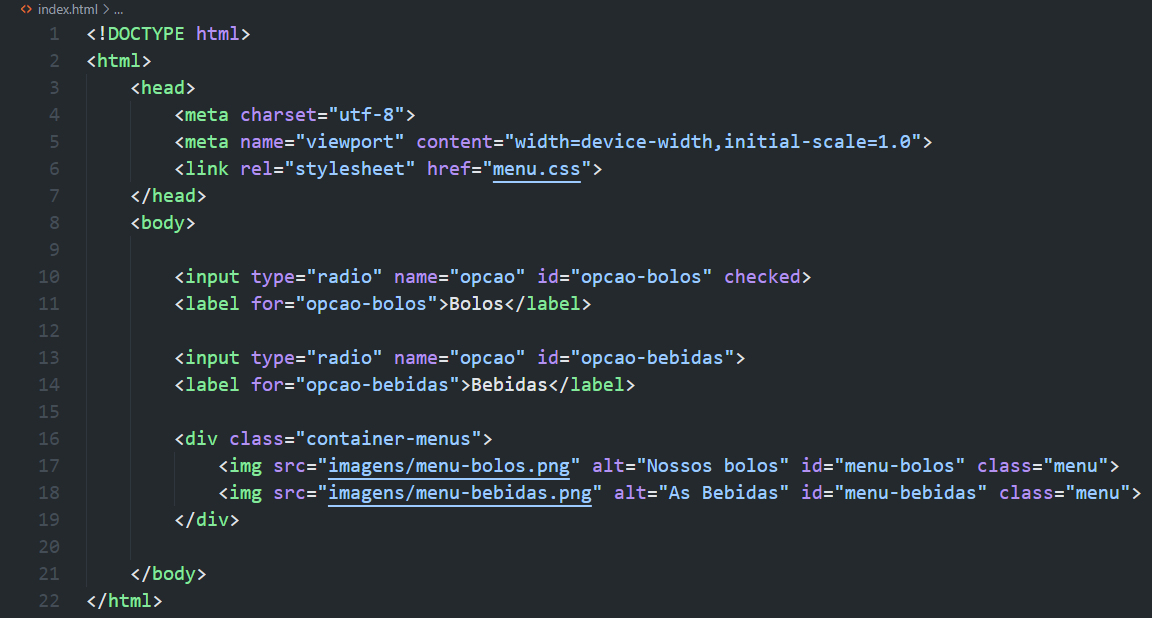 <> index.html > ...
1 <!DOCTYPE html>
2 <html>
3 <head>
4 <meta charset="utf-8">
5 <meta name="viewport" content="width=device-width,initial-scale=1.0">
6 <link rel="stylesheet" href="menu.css">
7 </head>
8 <body>
9
10 <input type="radio" name="opcao" id="opcao-bolos" checked>
11 <label for="opcao-bolos">Bolos</label>
12
13 <input type="radio" name="opcao" id="opcao-bebidas">
14 <label for="opcao-bebidas">Bebidas</label>
15
16 <div class="container-menus">
17 <img src="imagens/menu-bolos.png" alt="Nossos bolos" id="menu-bolos" class="menu">
18 <img src="imagens/menu-bebidas.png" alt="As Bebidas" id="menu-bebidas" class="menu">
19 </div>
20
21 </body>
22 </html>